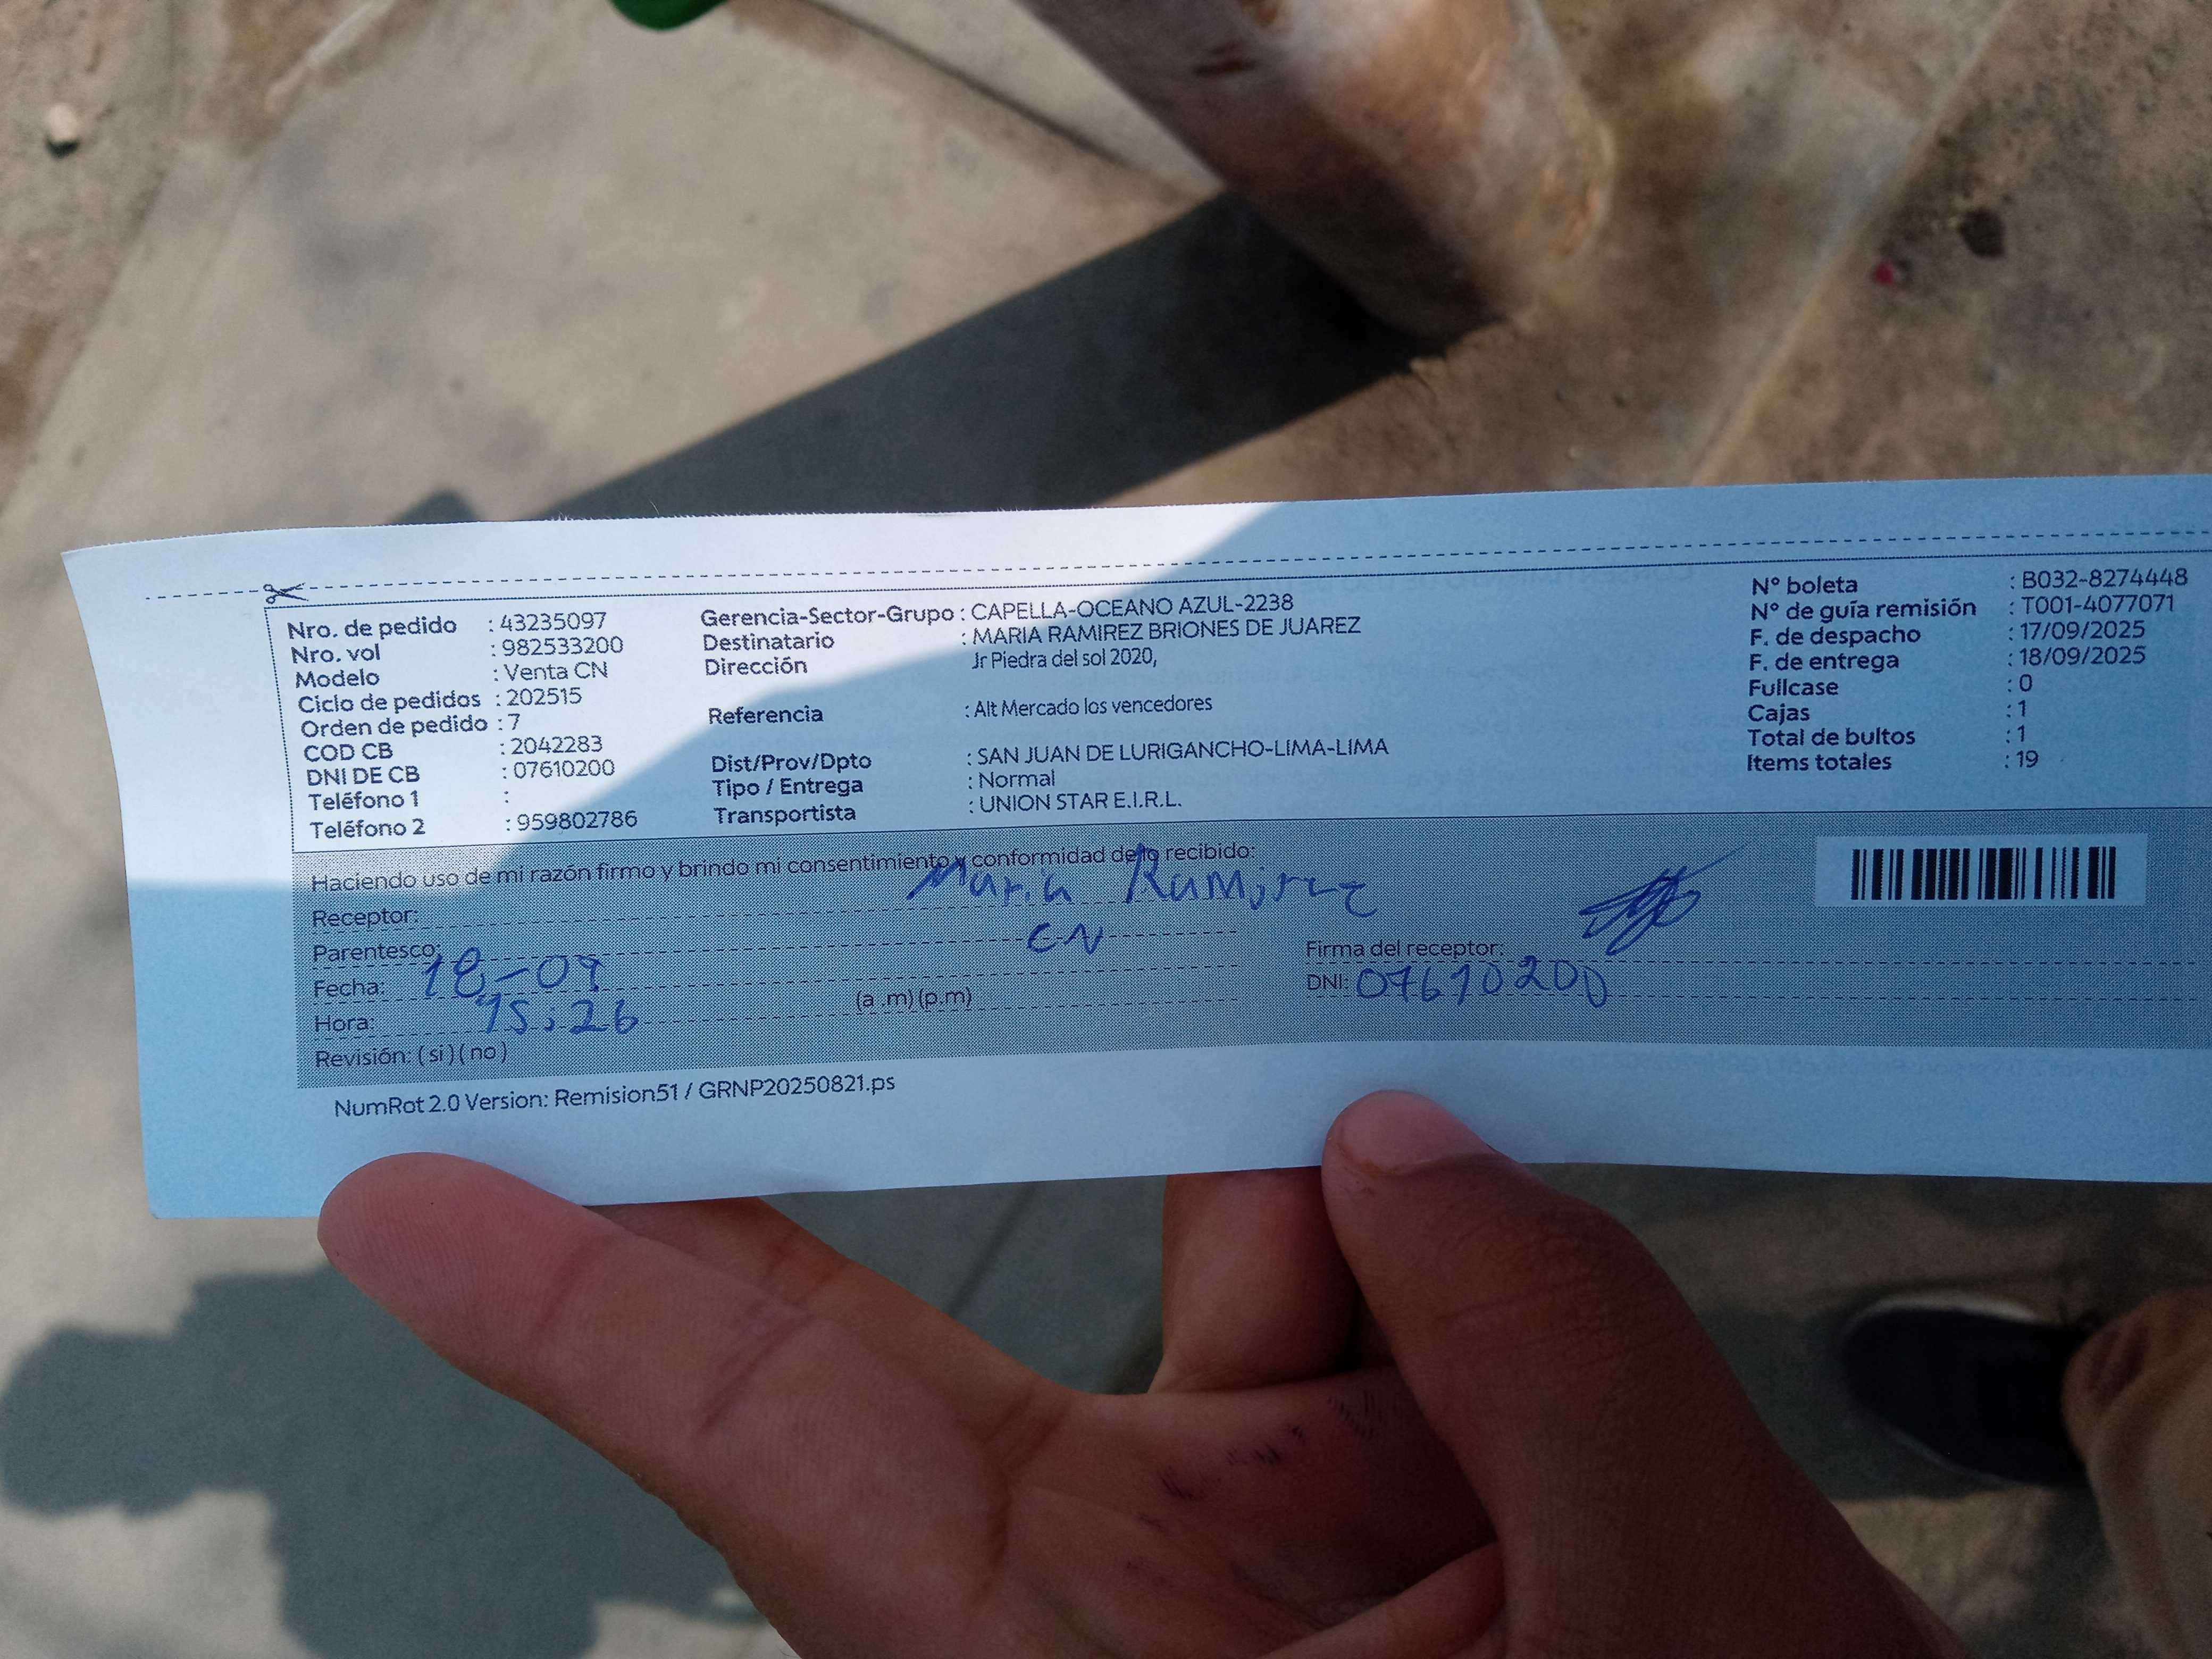 Nro. de pedido : 43235097
Nro. vol : 982533200
Modelo : Venta CN
Ciclo de pedidos : 202515
Orden de pedido : 7
COD CB : 2042283
DNI DE CB : 07610200
Teléfono 1 :
Teléfono 2 : 959802786
Gerencia-Sector-Grupo : CAPELLA-OCEANO AZUL-2238
Destinatario : MARIA RAMIREZ BRIONES DE JUAREZ
Dirección Jr Piedra del sol 2020,
Referencia : Alt Mercado los vencedores
Dist/Prov/Dpto : SAN JUAN DE LURIGANCHO-LIMA-LIMA
Tipo / Entrega : Normal
Transportista : UNION STAR E.I.R.L.
N° boleta : B032-8274448
N° de guía remisión : T001-4077071
F. de despacho : 17/09/2025
F. de entrega : 18/09/2025
Fullcase : 0
Cajas : 1
Total de bultos : 1
Items totales : 19
Haciendo uso de mi razón firmo y brindo mi consentimiento y conformidad de lo recibido:
Receptor: Maria Ramirez
Parentesco: CN
Fecha: 18-09
Hora: 15:26 (a .m) (p.m)
Revisión: ( si ) ( no )
Firma del receptor:
DNI: 07610200
NumRot 2.0 Version: Remision51 / GRNP20250821.ps